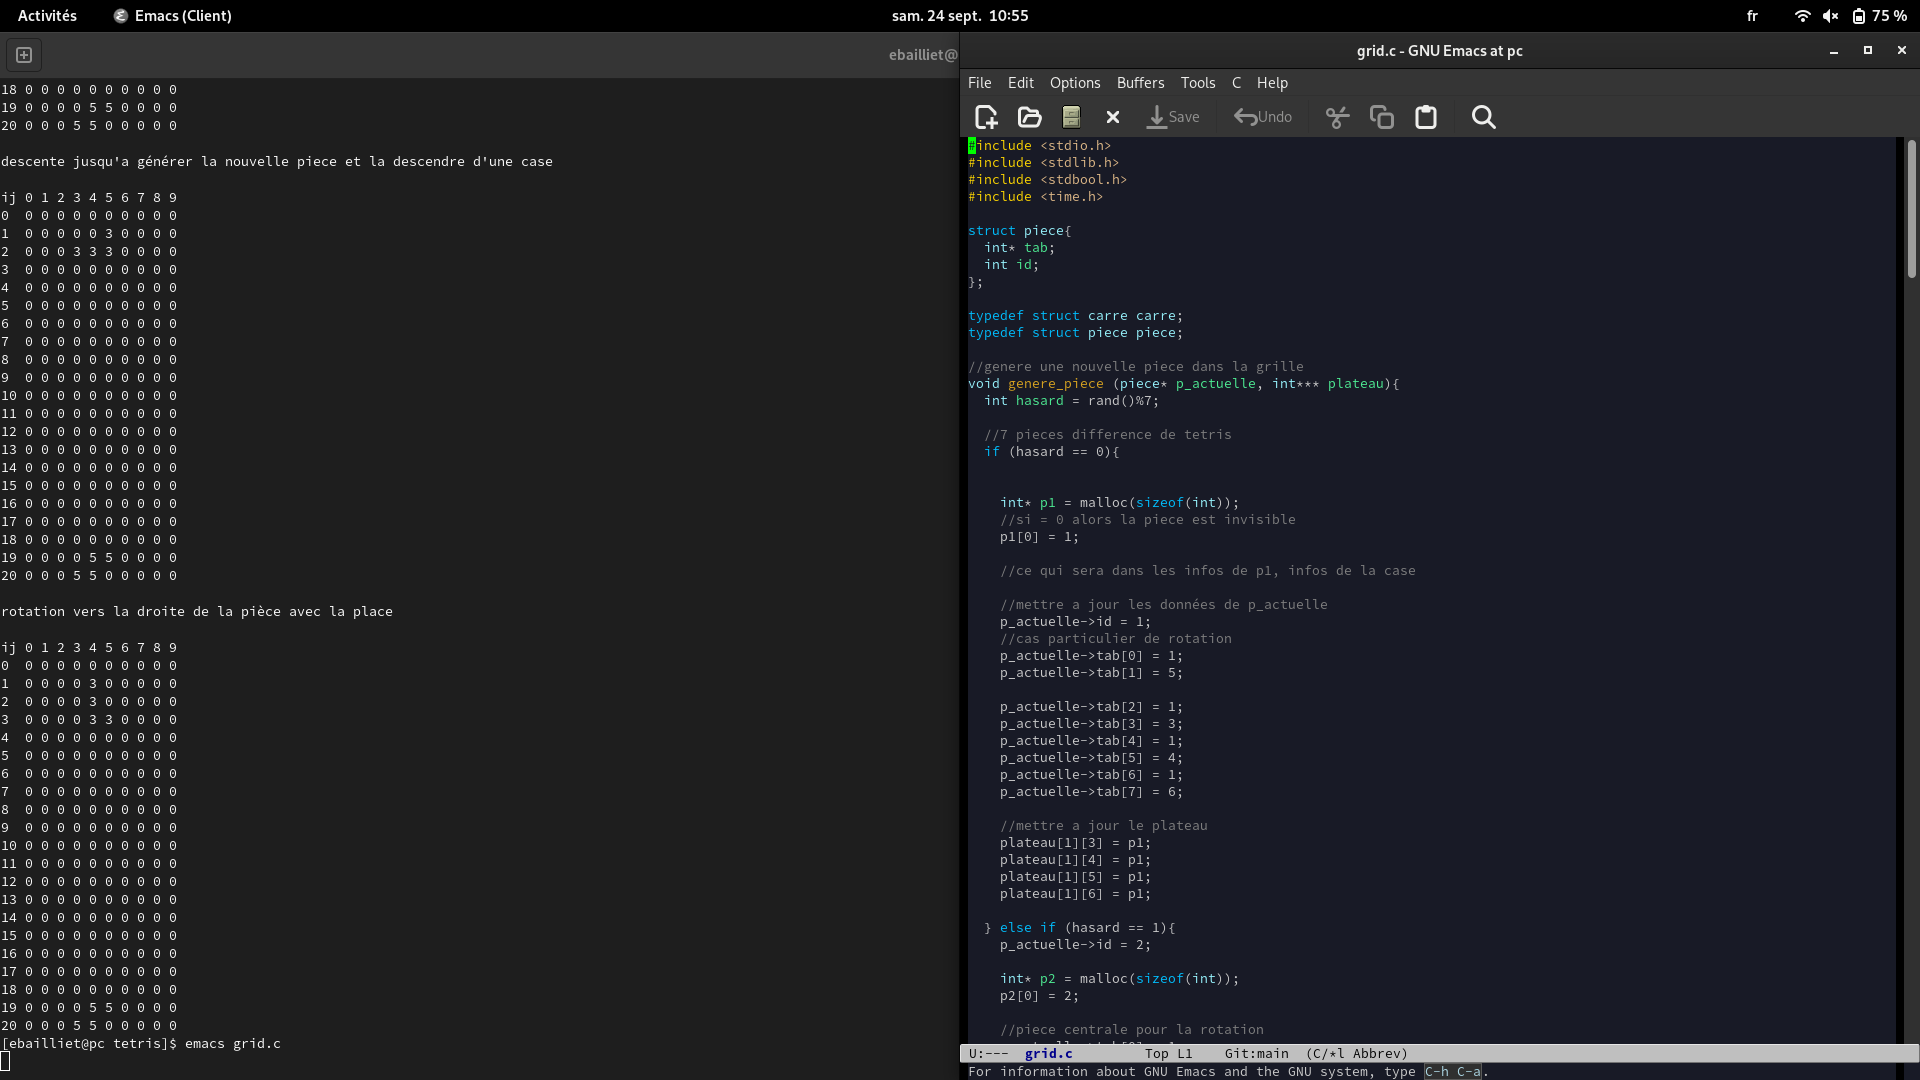 Activités
Emacs (Client)
sam. 24 sept. 10:55
fr
75 %
ebailliet@
18 0 0 0 0 0 0 0 0 0 0
19 0 0 0 0 5 5 0 0 0 0
20 0 0 0 5 5 0 0 0 0 0
descente jusqu'a générer la nouvelle piece et la descendre d'une case
ij 0 1 2 3 4 5 6 7 8 9
0 0 0 0 0 0 0 0 0 0 0
1 0 0 0 0 0 3 0 0 0 0
2 0 0 0 3 3 3 0 0 0 0
3 0 0 0 0 0 0 0 0 0 0
4 0 0 0 0 0 0 0 0 0 0
5 0 0 0 0 0 0 0 0 0 0
6 0 0 0 0 0 0 0 0 0 0
7 0 0 0 0 0 0 0 0 0 0
8 0 0 0 0 0 0 0 0 0 0
9 0 0 0 0 0 0 0 0 0 0
10 0 0 0 0 0 0 0 0 0 0
11 0 0 0 0 0 0 0 0 0 0
12 0 0 0 0 0 0 0 0 0 0
13 0 0 0 0 0 0 0 0 0 0
14 0 0 0 0 0 0 0 0 0 0
15 0 0 0 0 0 0 0 0 0 0
16 0 0 0 0 0 0 0 0 0 0
17 0 0 0 0 0 0 0 0 0 0
18 0 0 0 0 0 0 0 0 0 0
19 0 0 0 0 5 5 0 0 0 0
20 0 0 0 5 5 0 0 0 0 0
rotation vers la droite de la pièce avec la place
ij 0 1 2 3 4 5 6 7 8 9
0 0 0 0 0 0 0 0 0 0 0
1 0 0 0 0 3 0 0 0 0 0
2 0 0 0 0 3 0 0 0 0 0
3 0 0 0 0 3 3 0 0 0 0
4 0 0 0 0 0 0 0 0 0 0
5 0 0 0 0 0 0 0 0 0 0
6 0 0 0 0 0 0 0 0 0 0
7 0 0 0 0 0 0 0 0 0 0
8 0 0 0 0 0 0 0 0 0 0
9 0 0 0 0 0 0 0 0 0 0
10 0 0 0 0 0 0 0 0 0 0
11 0 0 0 0 0 0 0 0 0 0
12 0 0 0 0 0 0 0 0 0 0
13 0 0 0 0 0 0 0 0 0 0
14 0 0 0 0 0 0 0 0 0 0
15 0 0 0 0 0 0 0 0 0 0
16 0 0 0 0 0 0 0 0 0 0
17 0 0 0 0 0 0 0 0 0 0
18 0 0 0 0 0 0 0 0 0 0
19 0 0 0 0 5 5 0 0 0 0
20 0 0 0 5 5 0 0 0 0 0
[ebailliet@pc tetris]$ emacs grid.c
grid.c - GNU Emacs at pc
File Edit Options Buffers Tools C Help
Save Undo
#include <stdio.h>
#include <stdlib.h>
#include <stdbool.h>
#include <time.h>
struct piece{
int* tab;
int id;
};
typedef struct carre carre;
typedef struct piece piece;
//genere une nouvelle piece dans la grille
void genere_piece (piece* p_actuelle, int*** plateau){
int hasard = rand()%7;
//7 pieces difference de tetris
if (hasard == 0){
int* p1 = malloc(sizeof(int));
//si = 0 alors la piece est invisible
p1[0] = 1;
//ce qui sera dans les infos de p1, infos de la case
//mettre a jour les données de p_actuelle
p_actuelle->id = 1;
//cas particulier de rotation
p_actuelle->tab[0] = 1;
p_actuelle->tab[1] = 5;
p_actuelle->tab[2] = 1;
p_actuelle->tab[3] = 3;
p_actuelle->tab[4] = 1;
p_actuelle->tab[5] = 4;
p_actuelle->tab[6] = 1;
p_actuelle->tab[7] = 6;
//mettre a jour le plateau
plateau[1][3] = p1;
plateau[1][4] = p1;
plateau[1][5] = p1;
plateau[1][6] = p1;
} else if (hasard == 1){
p_actuelle->id = 2;
int* p2 = malloc(sizeof(int));
p2[0] = 2;
//piece centrale pour la rotation
U:--- grid.c Top L1 Git:main (C/*l Abbrev)
For information about GNU Emacs and the GNU system, type C-h C-a.